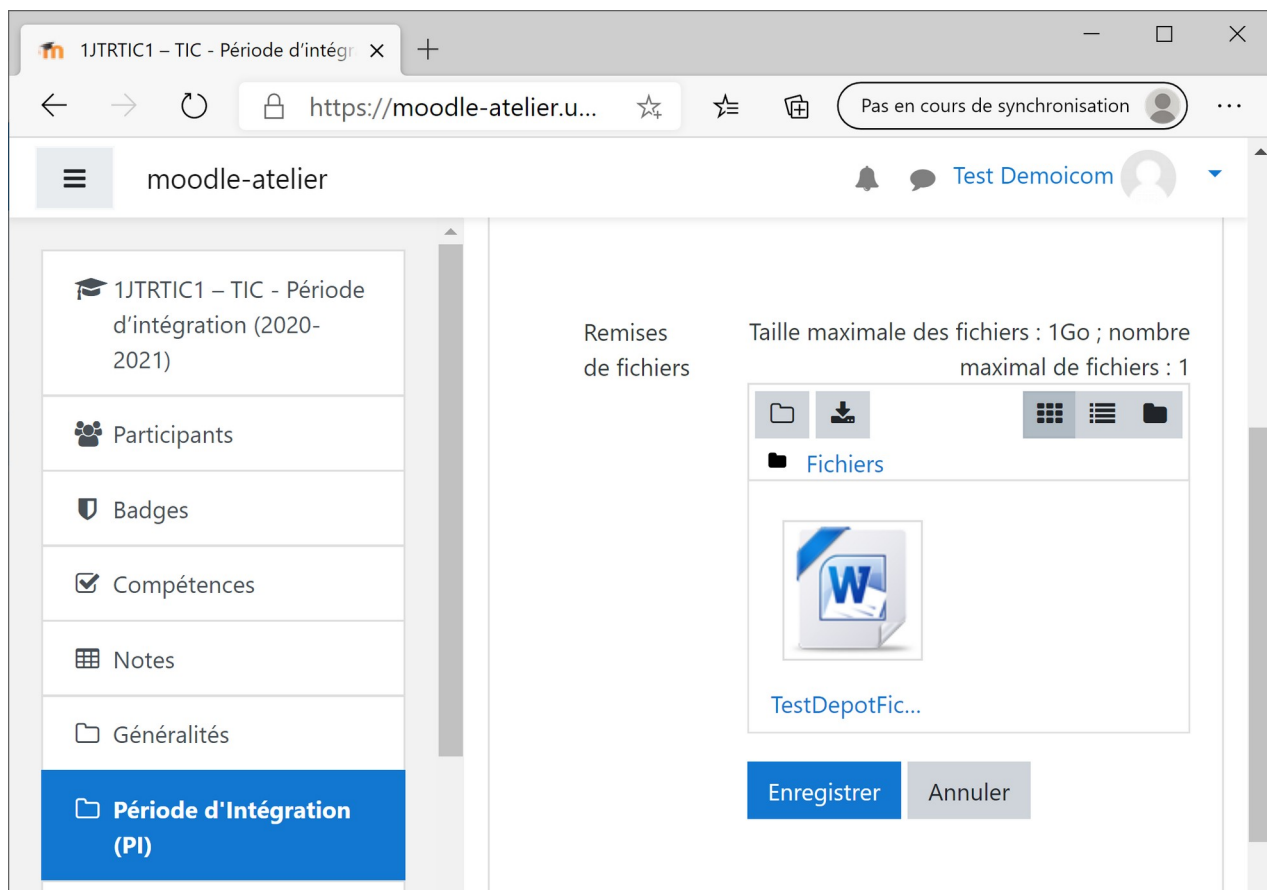 1JTRTIC1 – TIC - Période d’intégr
https://moodle-atelier.u...
Pas en cours de synchronisation
moodle-atelier
Test Demoicom
1JTRTIC1 – TIC - Période
d’intégration (2020-
2021)
Participants
Badges
Compétences
Notes
Généralités
Période d'Intégration
(PI)
Remises
de fichiers
Taille maximale des fichiers : 1Go ; nombre
maximal de fichiers : 1
Fichiers
W
TestDepotFic...
Enregistrer
Annuler